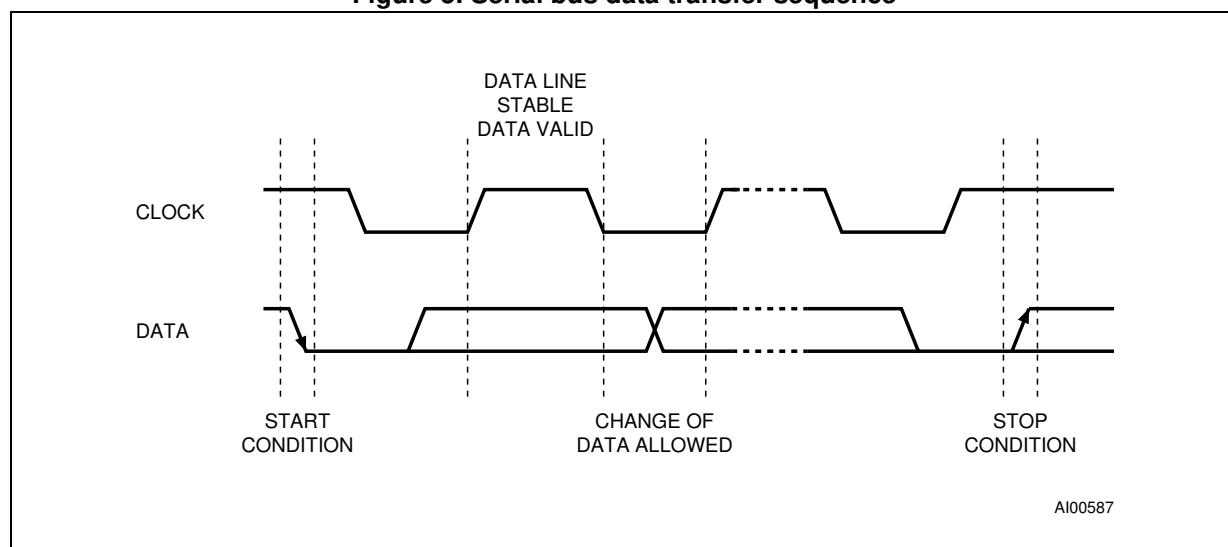 Figure 5. Serial bus data transfer sequence
DATA LINE
STABLE
DATA VALID
CLOCK
DATA
START
CONDITION
CHANGE OF
DATA ALLOWED
STOP
CONDITION
AI00587